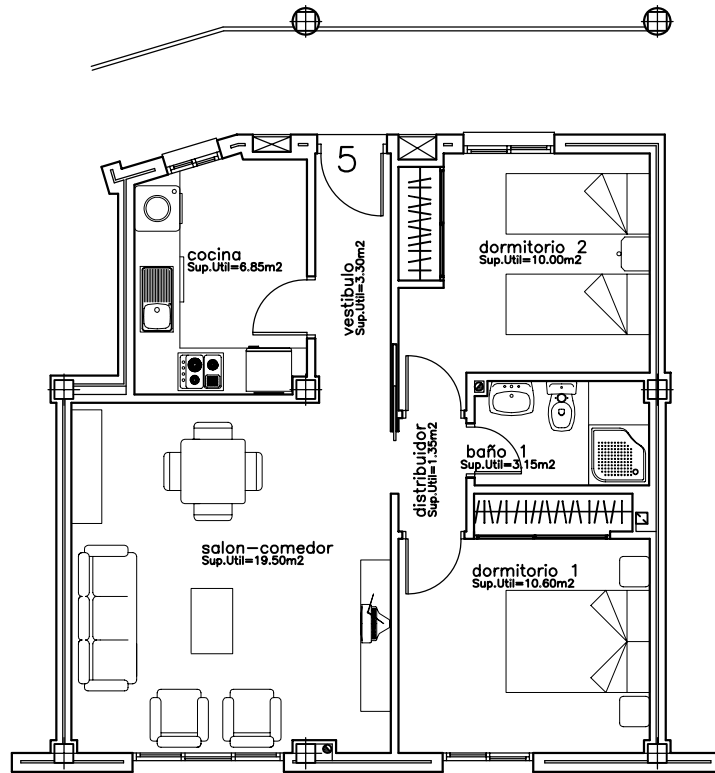 5
cocina
Sup.Util=6.85m2
vestibulo
Sup.Util=3.30m2
dormitorio 2
Sup.Util=10.00m2
distribuidor
Sup.Util=1.35m2
baño 1
Sup.Util=3.15m2
salon-comedor
Sup.Util=19.50m2
dormitorio 1
Sup.Util=10.60m2